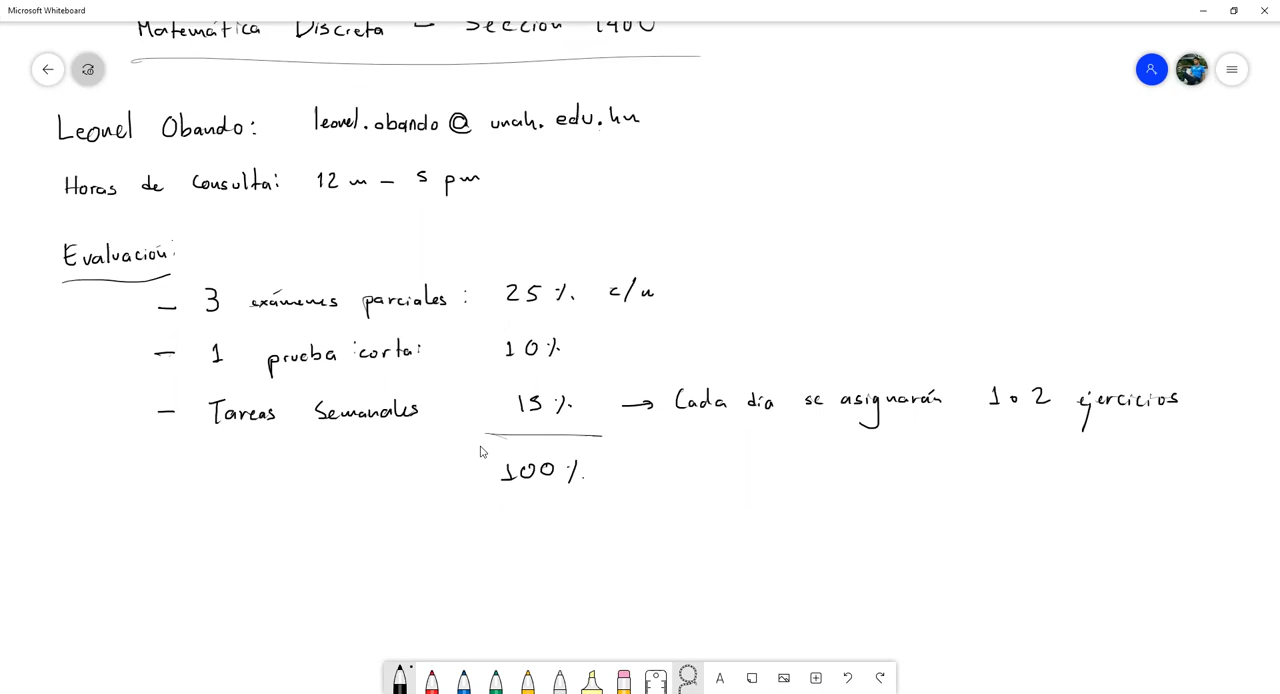 Microsoft Whiteboard
Matemática Discreta - Sección 1400
Leonel Obando: leonel.obando@unah.edu.hn
Horas de Consulta: 12 m - 5 pm
Evaluación:
- 3 exámenes parciales: 25 % c/u
- 1 prueba corta: 10 %
- Tareas Semanales 15 % → Cada día se asignarán 1 o 2 ejercicios
100 %